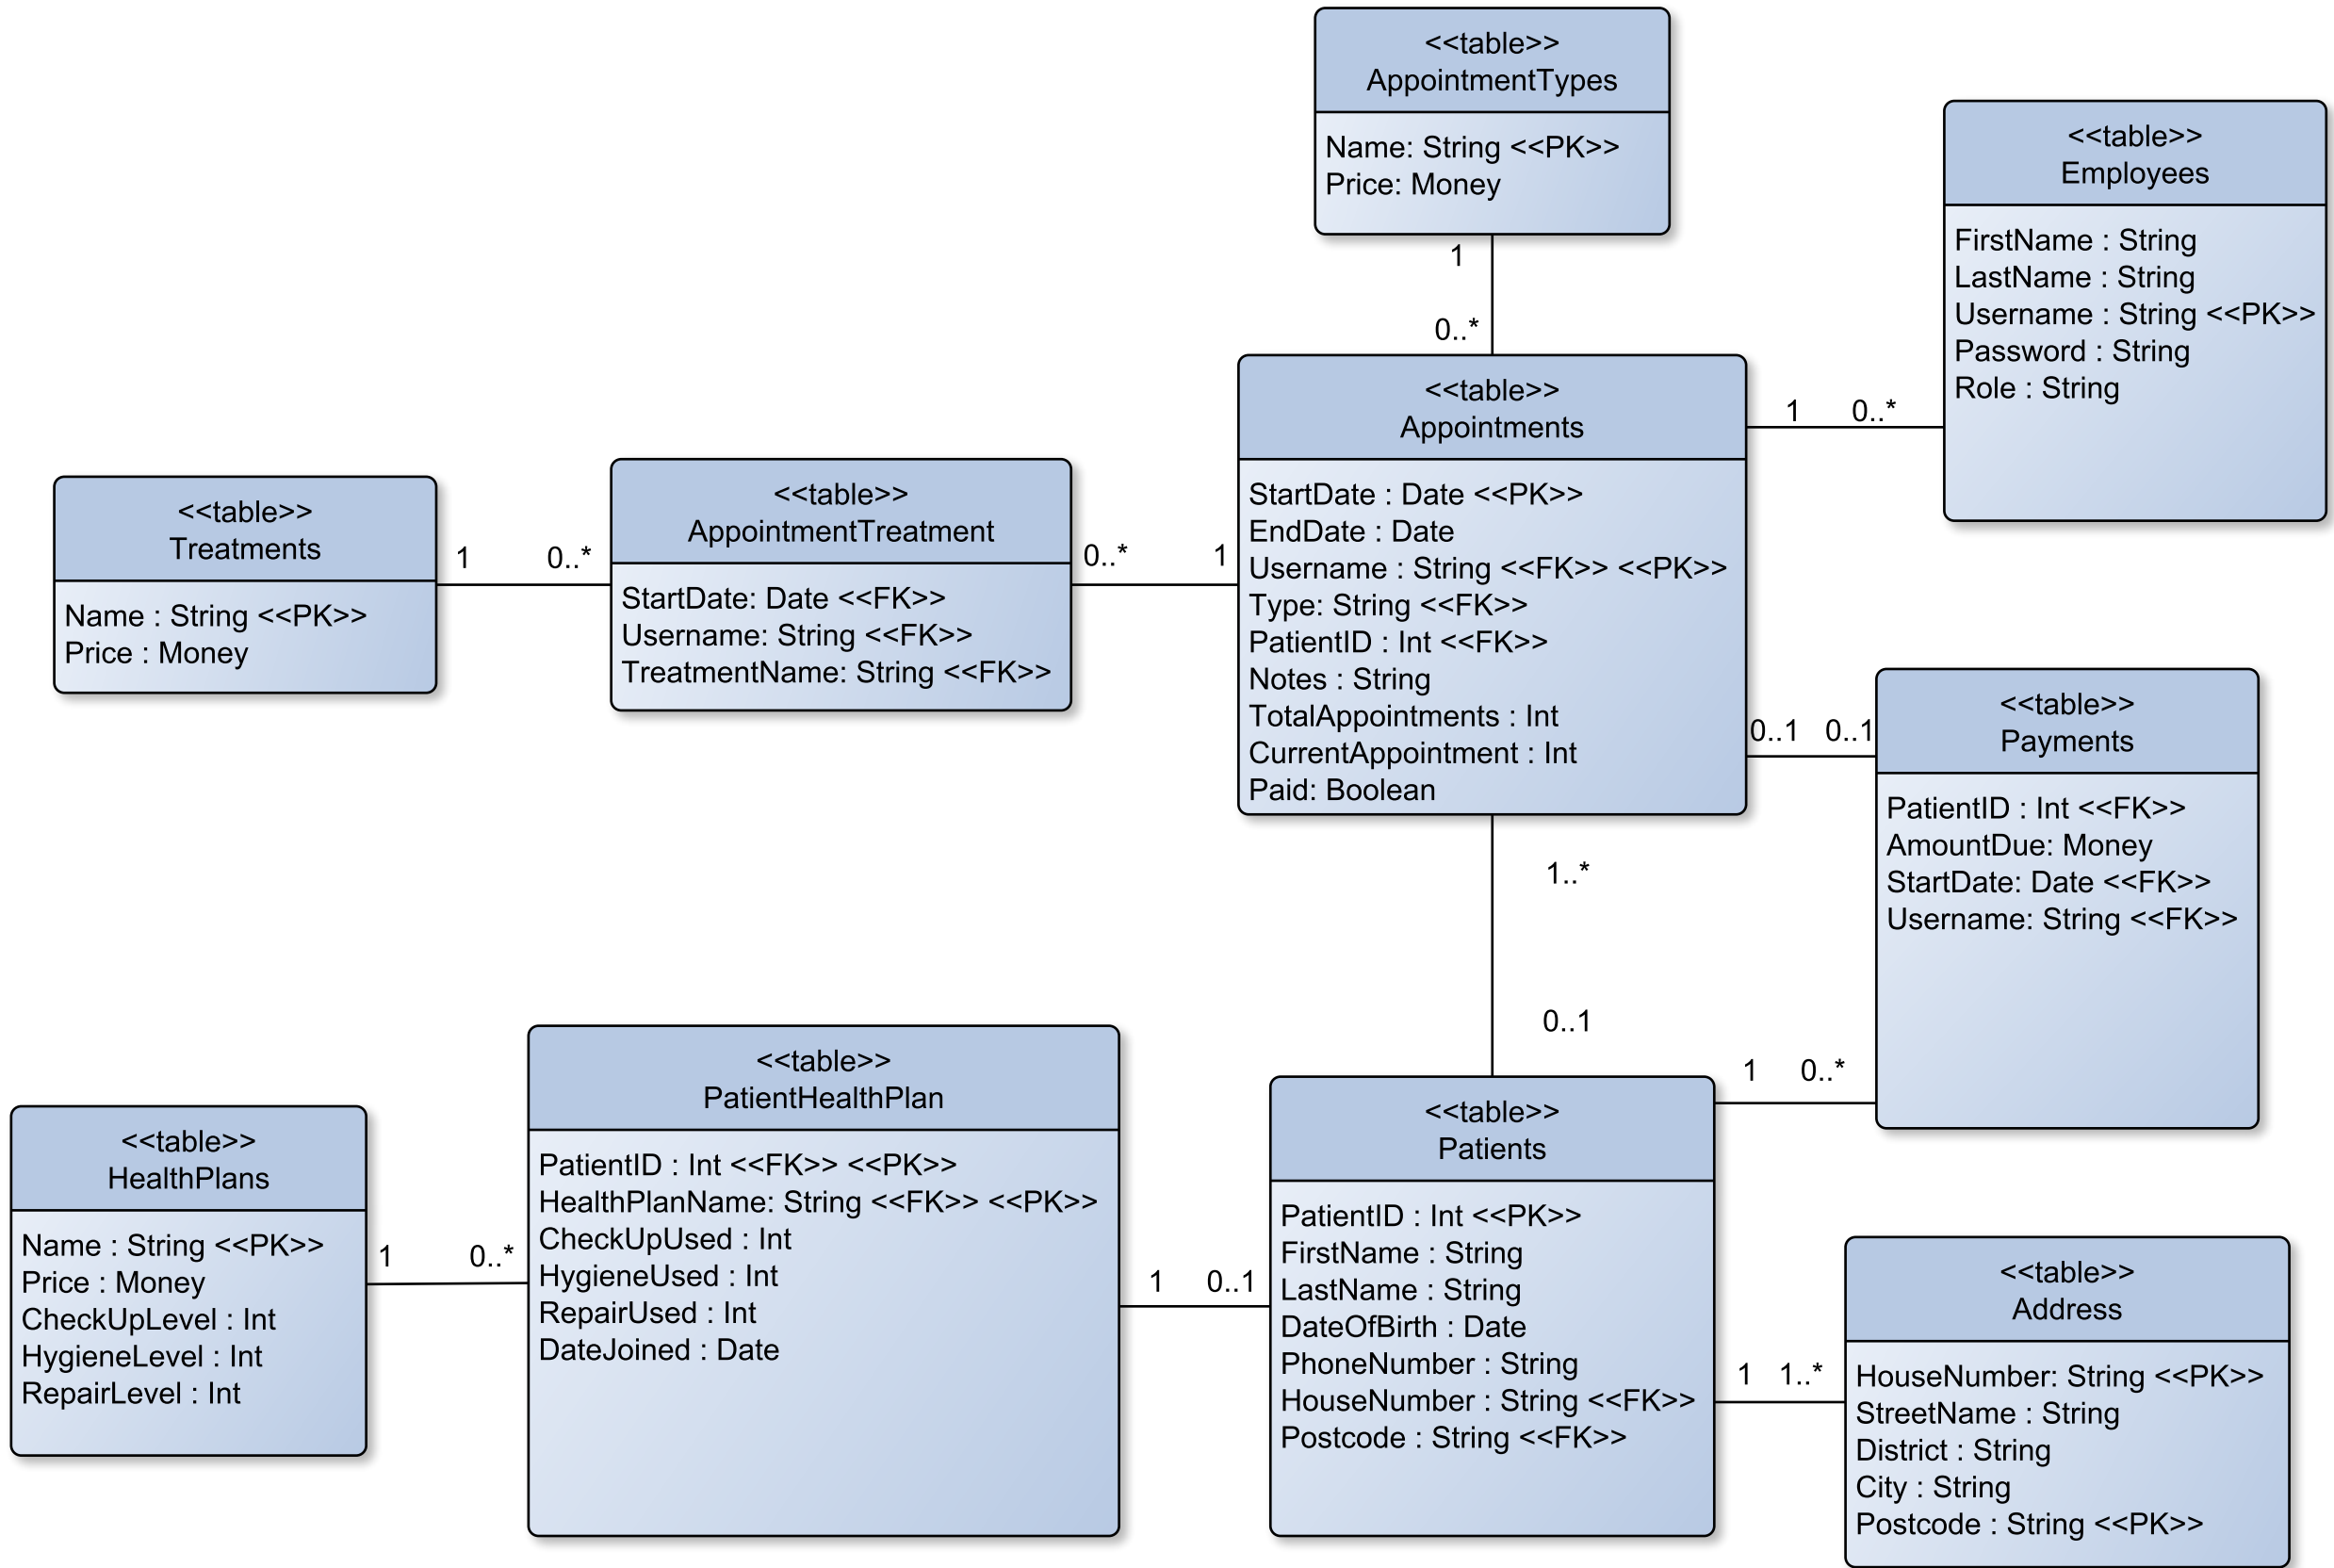 <<table>>
AppointmentTypes
Name: String <<PK>>
Price: Money
<<table>>
Employees
FirstName : String
LastName : String
Username : String <<PK>>
Password : String
Role : String
1
0..*
<<table>>
Appointments
StartDate : Date <<PK>>
EndDate : Date
Username : String <<FK>> <<PK>>
Type: String <<FK>>
PatientID : Int <<FK>>
Notes : String
TotalAppointments : Int
CurrentAppointment : Int
Paid: Boolean
1 0..*
<<table>>
Treatments
Name : String <<PK>>
Price : Money
1 0..*
<<table>>
AppointmentTreatment
StartDate: Date <<FK>>
Username: String <<FK>>
TreatmentName: String <<FK>>
0..* 1
0..1 0..1
<<table>>
Payments
PatientID : Int <<FK>>
AmountDue: Money
StartDate: Date <<FK>>
Username: String <<FK>>
1..*
0..1
1 0..*
<<table>>
HealthPlans
Name : String <<PK>>
Price : Money
CheckUpLevel : Int
HygieneLevel : Int
RepairLevel : Int
1 0..*
<<table>>
PatientHealthPlan
PatientID : Int <<FK>> <<PK>>
HealthPlanName: String <<FK>> <<PK>>
CheckUpUsed : Int
HygieneUsed : Int
RepairUsed : Int
DateJoined : Date
1 0..1
<<table>>
Patients
PatientID : Int <<PK>>
FirstName : String
LastName : String
DateOfBirth : Date
PhoneNumber : String
HouseNumber : String <<FK>>
Postcode : String <<FK>>
1 1..*
<<table>>
Address
HouseNumber: String <<PK>>
StreetName : String
District : String
City : String
Postcode : String <<PK>>